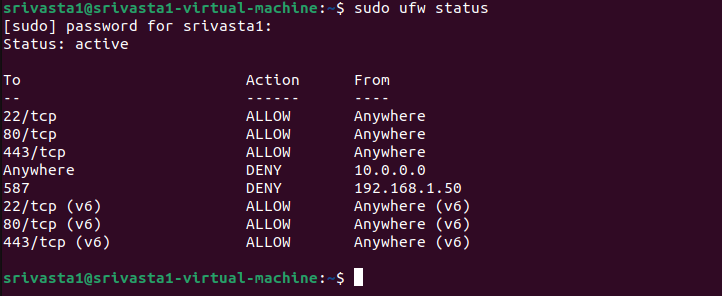 srivasta1@srivasta1-virtual-machine:~$ sudo ufw status
[sudo] password for srivasta1:
Status: active

To                         Action      From
--                         ------      ----
22/tcp                     ALLOW       Anywhere
80/tcp                     ALLOW       Anywhere
443/tcp                    ALLOW       Anywhere
Anywhere                   DENY        10.0.0.0
587                        DENY        192.168.1.50
22/tcp (v6)                ALLOW       Anywhere (v6)
80/tcp (v6)                ALLOW       Anywhere (v6)
443/tcp (v6)               ALLOW       Anywhere (v6)

srivasta1@srivasta1-virtual-machine:~$